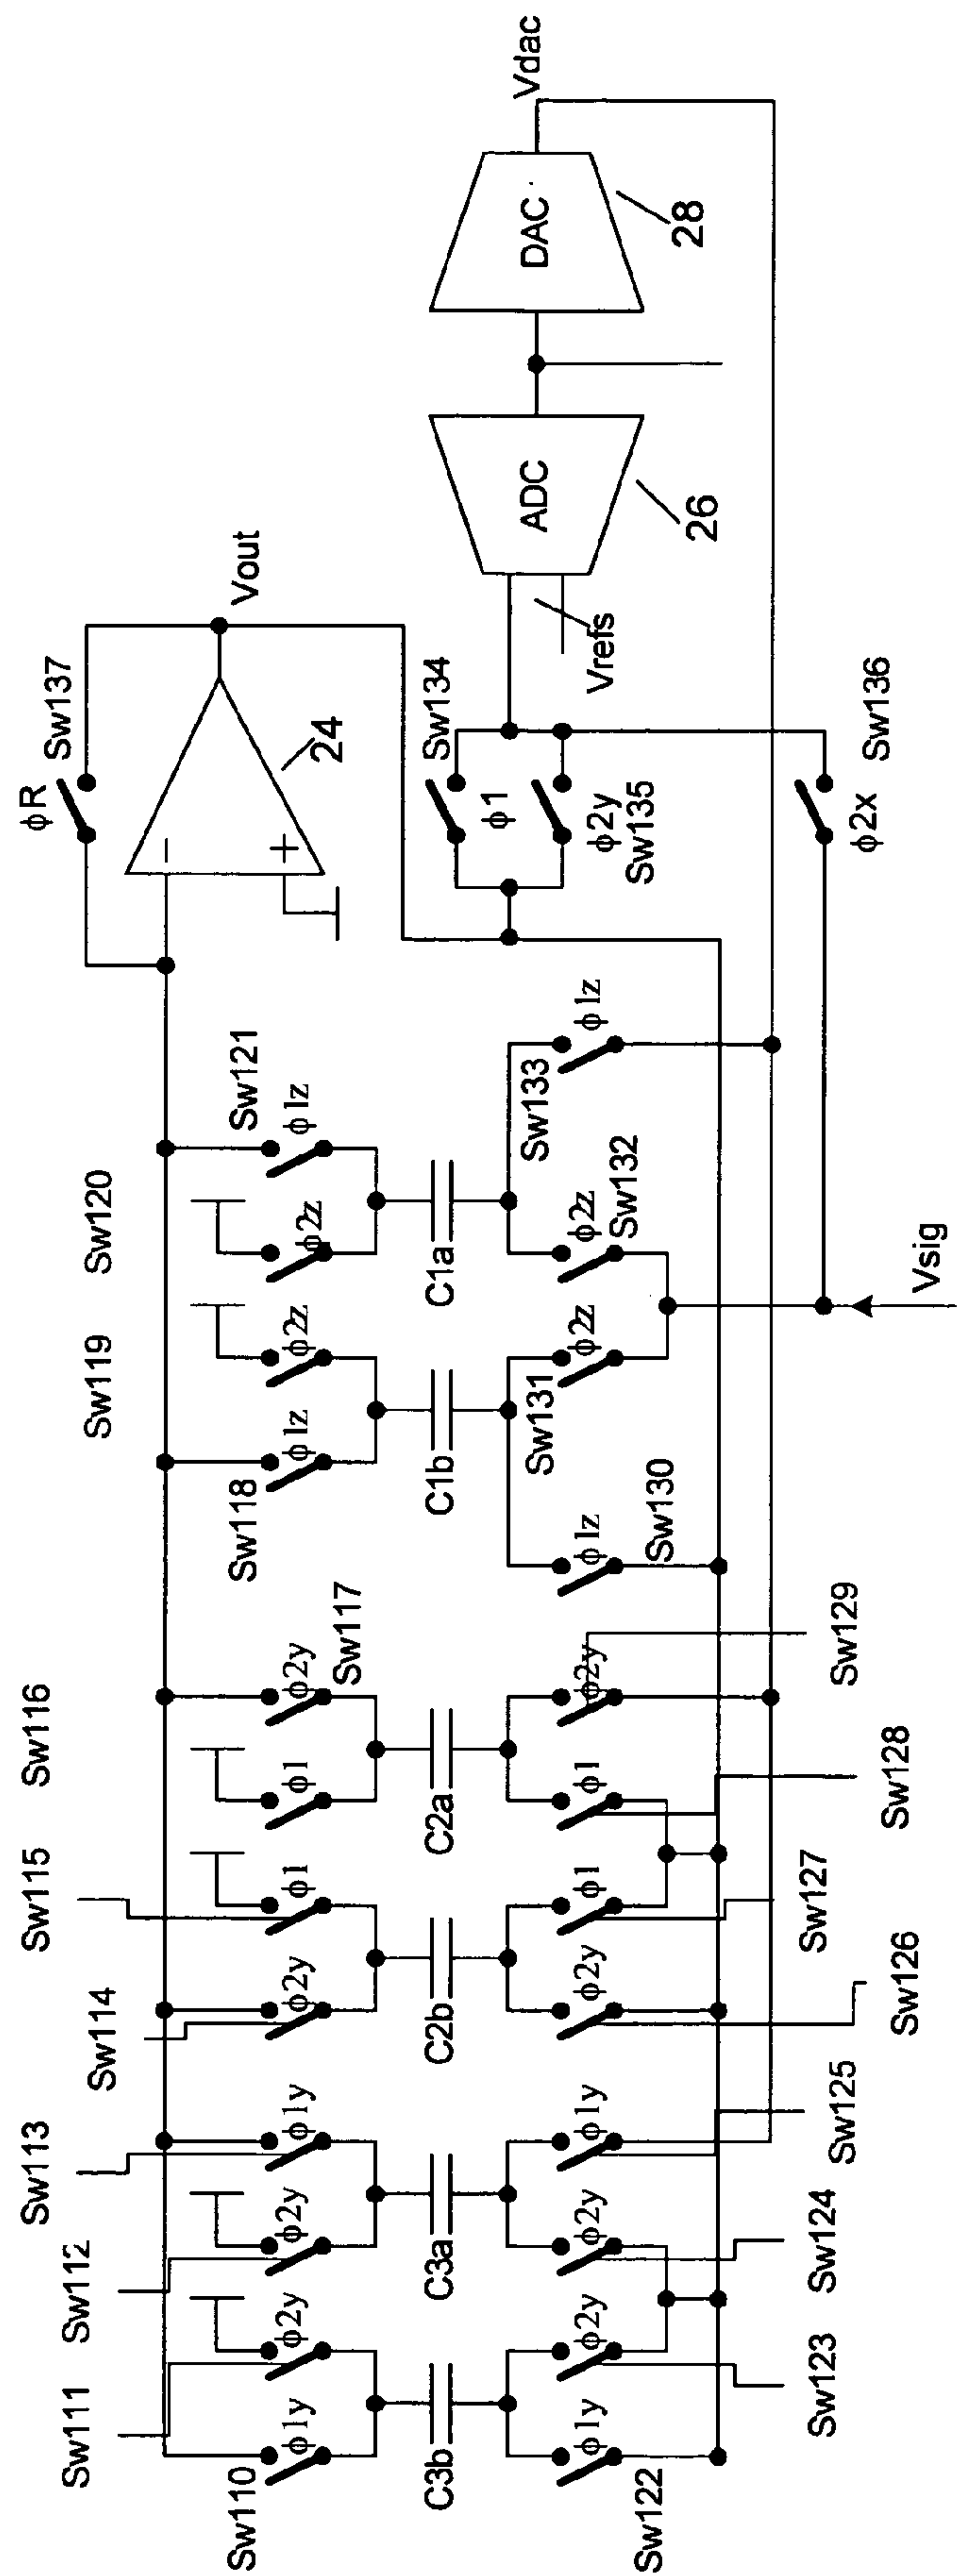 Sw111
Sw112
Sw113
Sw114
Sw115
Sw116
Sw119
Sw120
ϕR
Sw137
Sw110
ϕ1y
ϕ2y
ϕ2y
ϕ1y
ϕ2y
ϕ1
ϕ1
ϕ2y
Sw117
Sw118
ϕ1z
ϕ2z
ϕ2z
ϕ1z
Sw121
−
+
24
Vout
C3b
C3a
C2b
C2a
C1b
C1a
Sw122
ϕ1y
ϕ2y
ϕ2y
ϕ1y
ϕ2y
ϕ1
ϕ1
ϕ2y
ϕ1z
Sw130
Sw131
ϕ2z
ϕ2z
Sw132
Sw133
ϕ1z
Sw134
ϕ1
ϕ2y
Sw135
Vrefs
ADC
26
DAC
28
Vdac
Sw123
Sw124
Sw125
Sw126
Sw127
Sw128
Sw129
Vsig
ϕ2x
Sw136